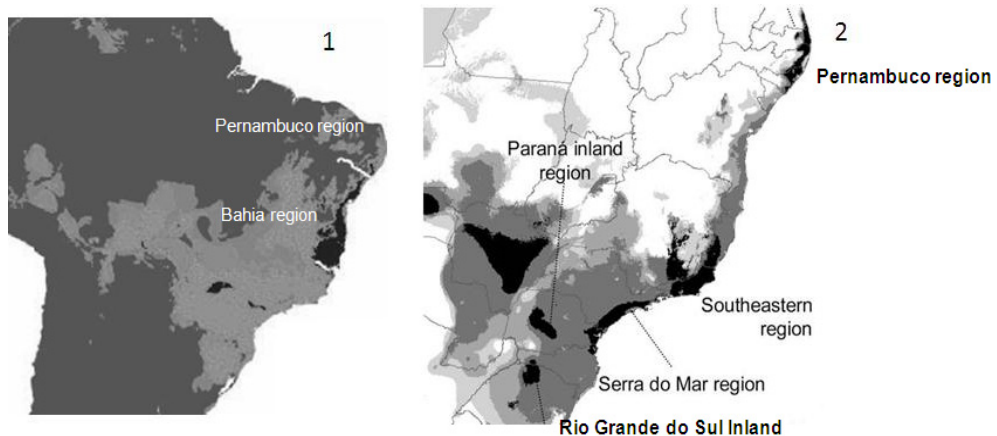 1
Pernambuco region
Bahia region
2
Pernambuco region
Paraná inland
region
Southeastern
region
Serra do Mar region
Rio Grande do Sul Inland